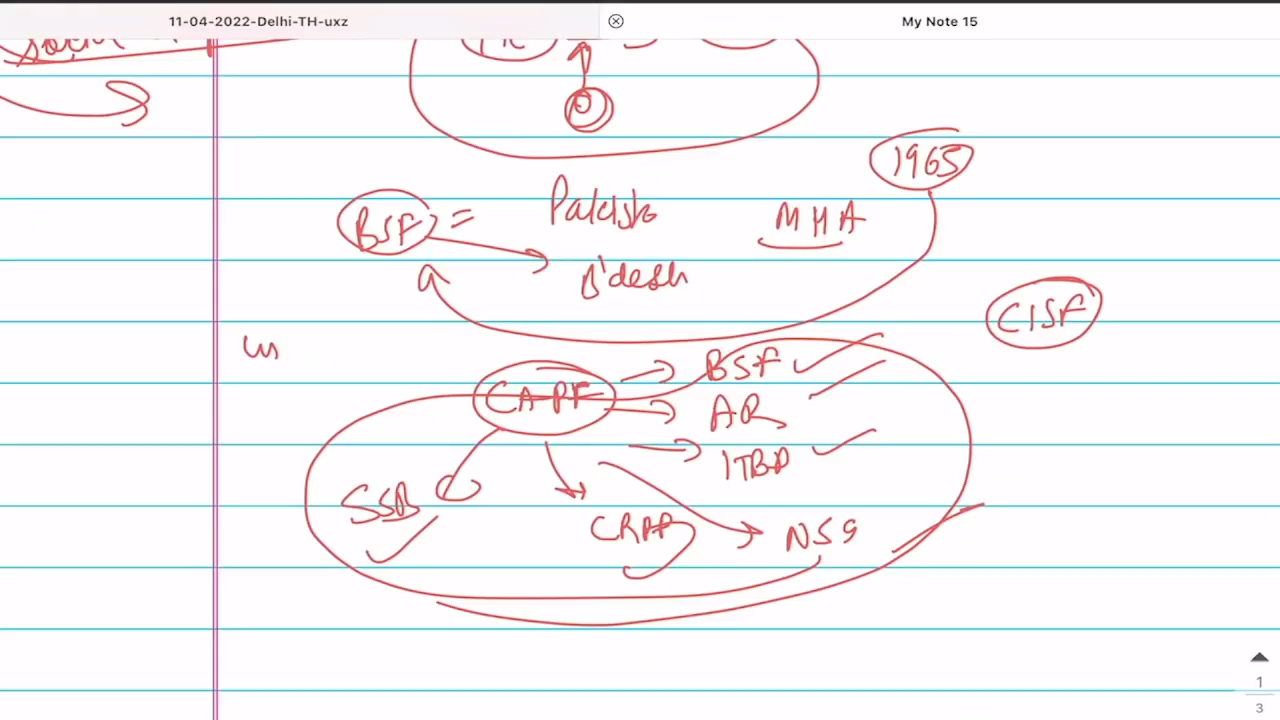 11-04-2022-Delhi-TH-uxz My Note 15
1965
BSF = Pakista MHA
B'desh
CISF
CAPF BSF
AR
ITBP
SSB
CRPF NSG
1
3